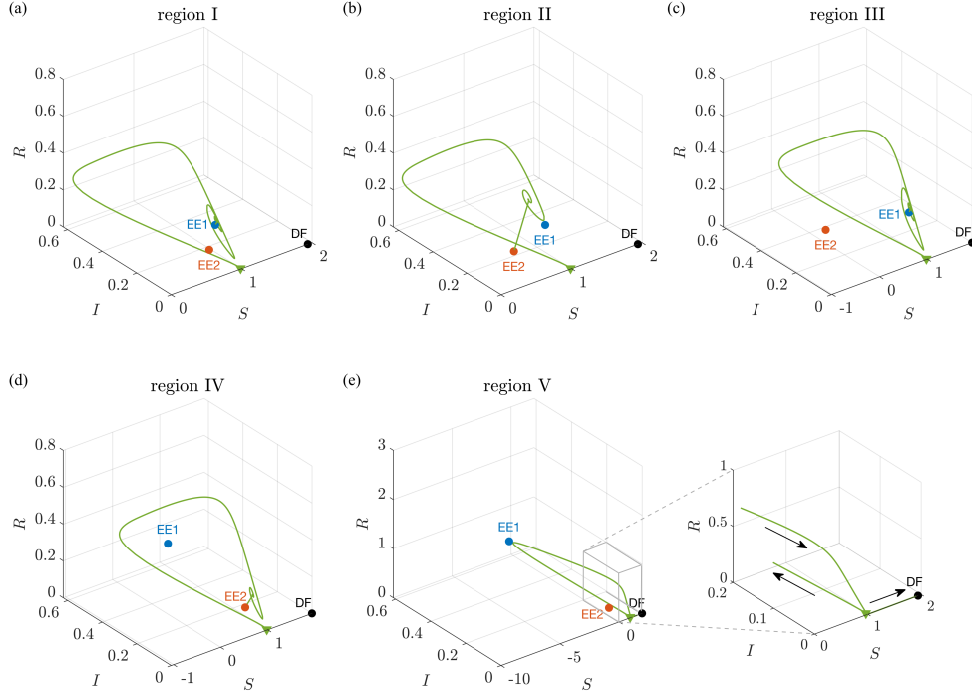 (a)
region I
0.8
0.6
0.4
0.2
0
R
0.6
0.4
0.2
0
I
0
1
2
S
EE1
EE2
DF
(b)
region II
0.8
0.6
0.4
0.2
0
R
0.6
0.4
0.2
0
I
0
1
2
S
EE1
EE2
DF
(c)
region III
0.8
0.6
0.4
0.2
0
R
0.6
0.4
0.2
0
I
-1
0
1
S
EE1
EE2
DF
(d)
region IV
0.8
0.6
0.4
0.2
0
R
0.6
0.4
0.2
0
I
-1
0
1
S
EE1
EE2
DF
(e)
region V
3
2
1
0
R
0.6
0.4
0.2
0
I
-10
-5
0
S
EE1
EE2
DF
1
0.5
0
R
0.2
0.1
0
I
0
1
2
S
DF